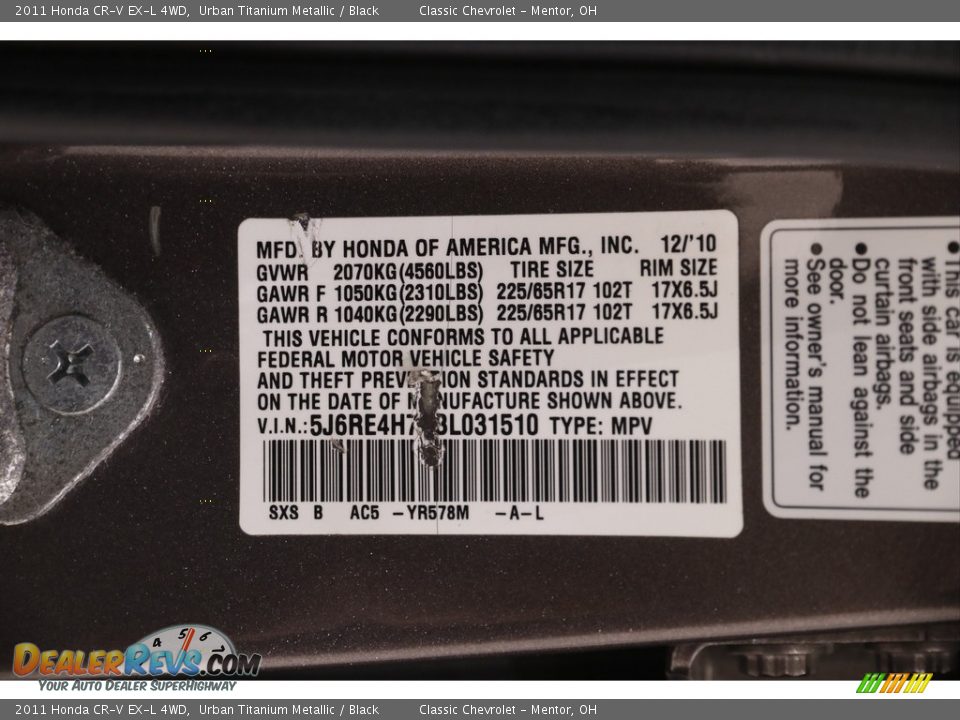 2011 Honda CR-V EX-L 4WD, Urban Titanium Metallic / Black Classic Chevrolet - Mentor, OH
MFD. BY HONDA OF AMERICA MFG., INC. 12/'10
GVWR 2070KG(4560LBS) TIRE SIZE RIM SIZE
GAWR F 1050KG(2310LBS) 225/65R17 102T 17X6.5J
GAWR R 1040KG(2290LBS) 225/65R17 102T 17X6.5J
THIS VEHICLE CONFORMS TO ALL APPLICABLE
FEDERAL MOTOR VEHICLE SAFETY
AND THEFT STANDARDS IN EFFECT
ON THE DATE OF SHOWN ABOVE.
V.I.N.: TYPE: MPV
SXS B AC5 -YR578M -A-L
● This car is equipped
with side airbags in the
front seats and side
curtain airbags.
● Do not lean against the
door.
● See owner's manual for
more information.
4 5 6
DEALERREVS.COM
YOUR AUTO DEALER SUPERHIGHWAY
2011 Honda CR-V EX-L 4WD, Urban Titanium Metallic / Black Classic Chevrolet - Mentor, OH